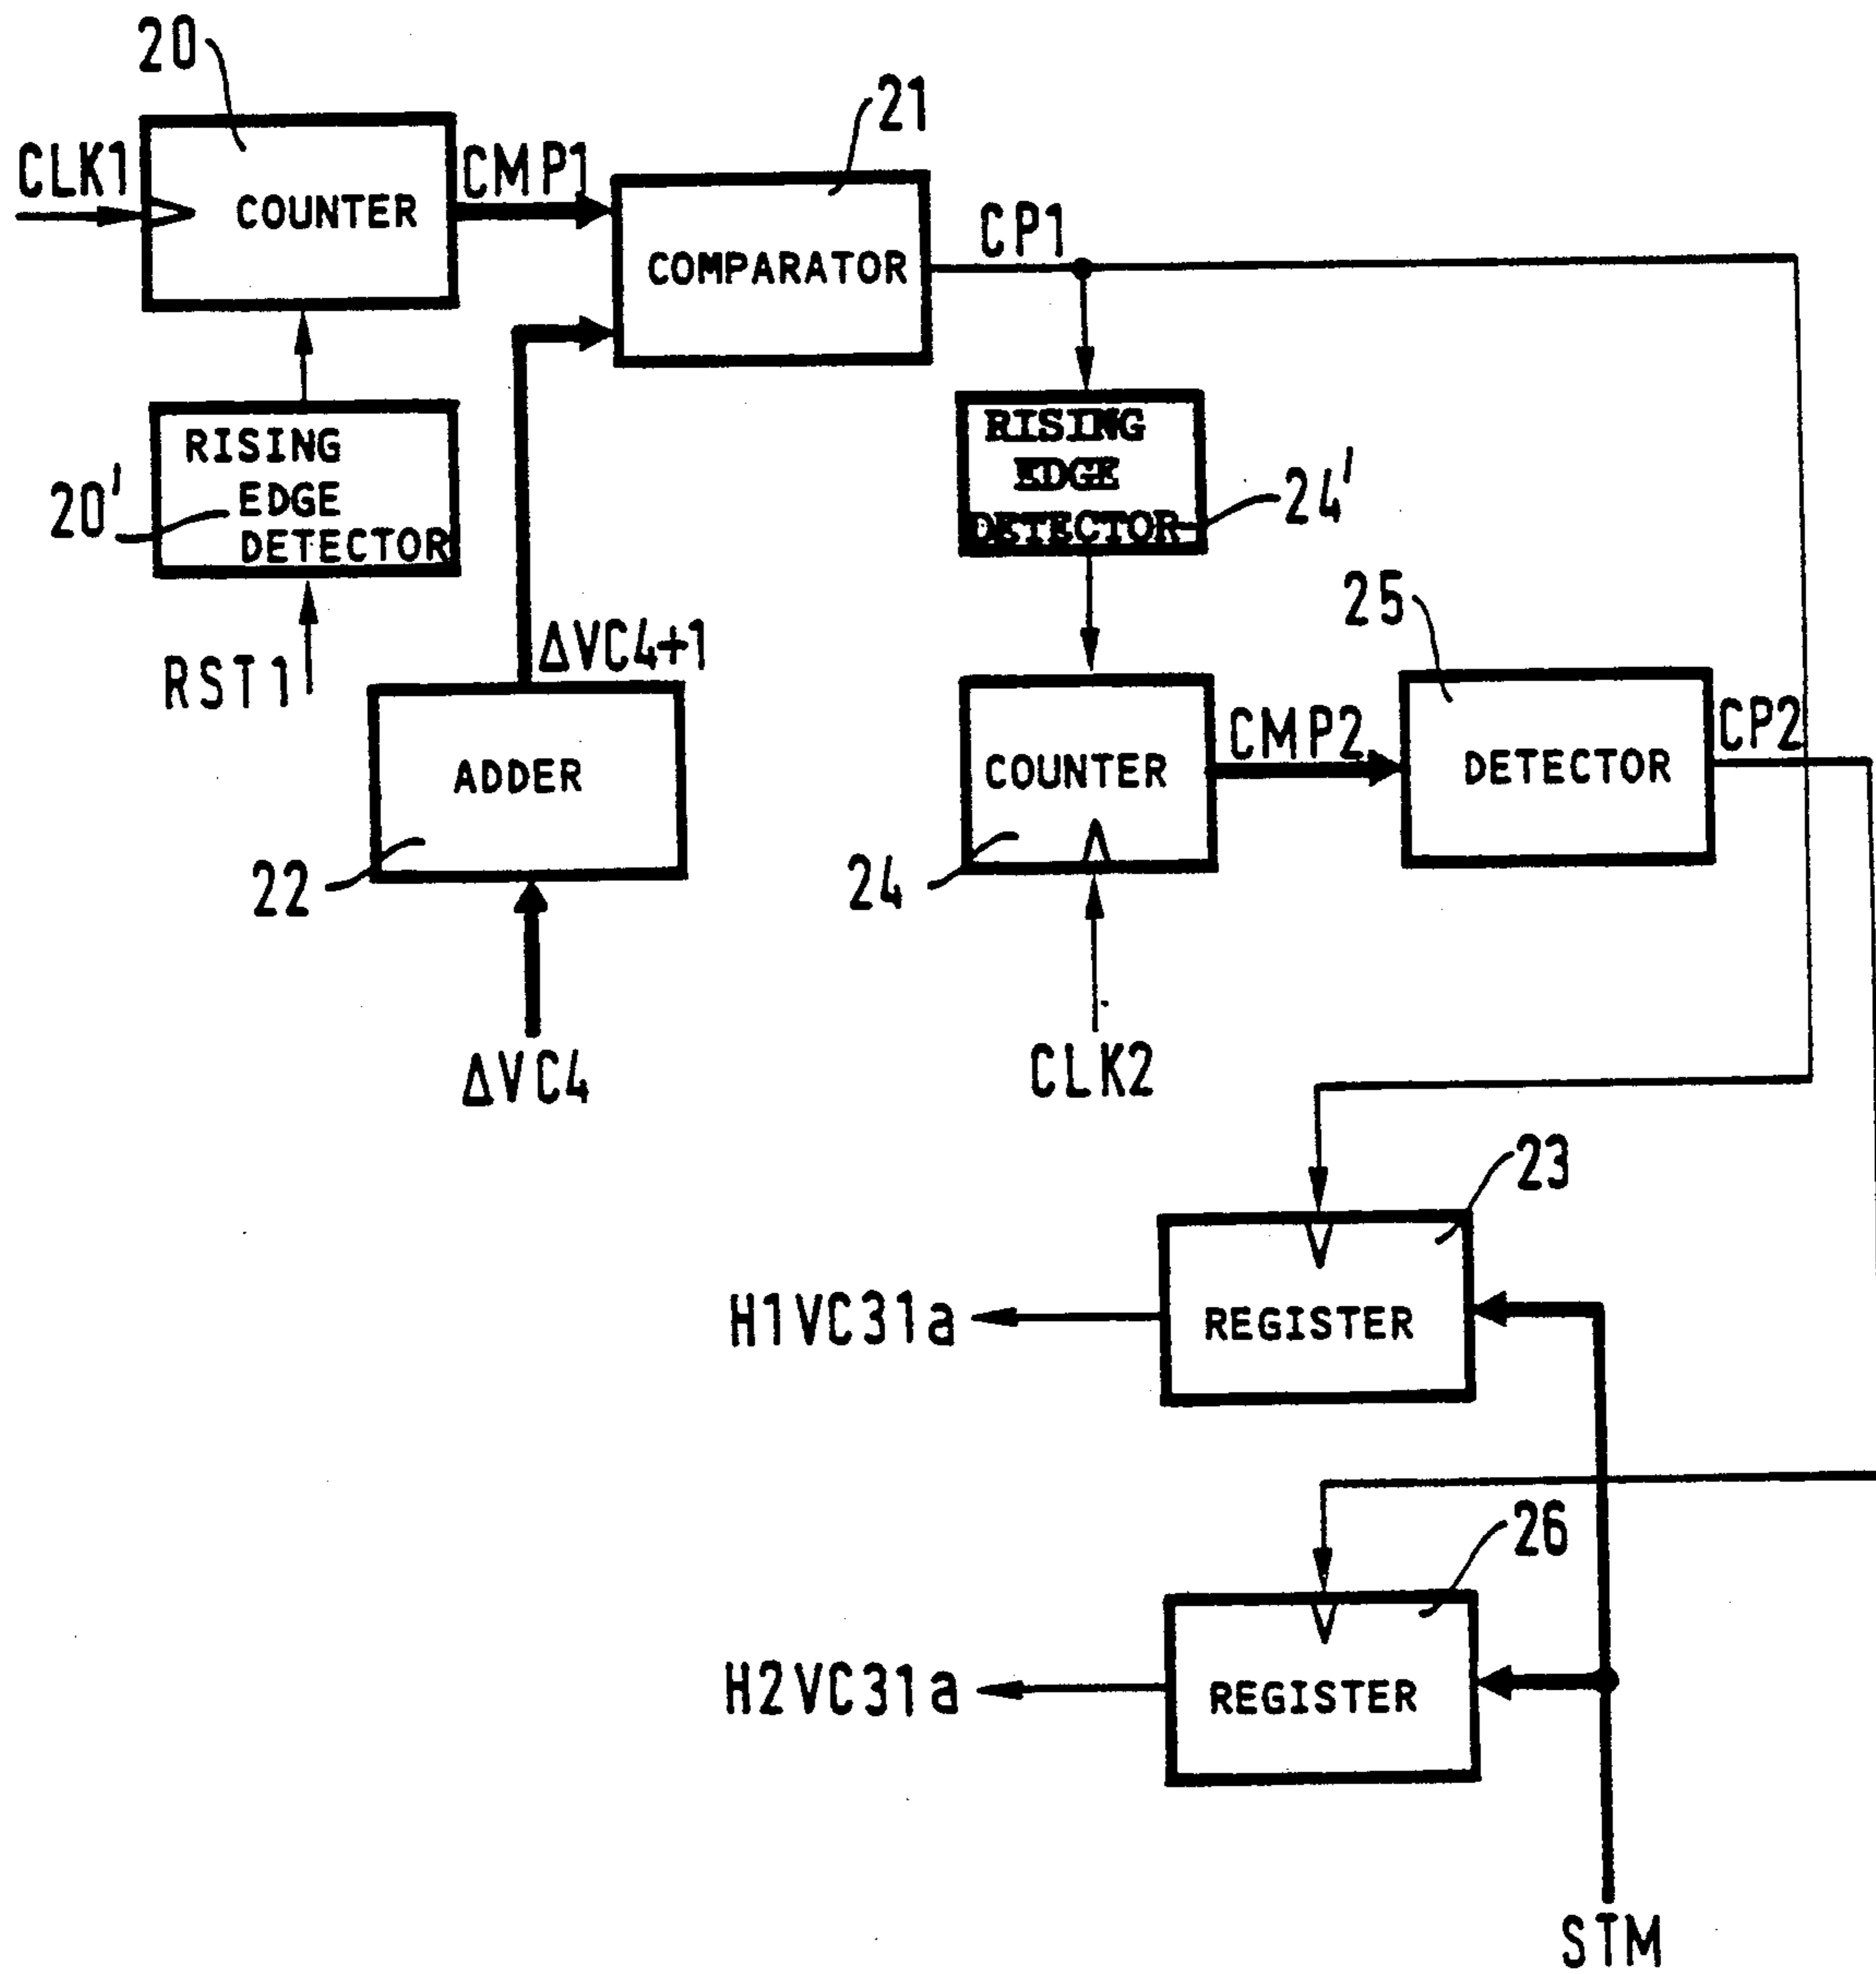 20
21
CLK1
CMP1
COUNTER
CP1
COMPARATOR
RISING
EDGE
DETECTOR
20'
RISING
EDGE
DETECTOR
24'
25
RST1
ΔVC4+1
ADDER
COUNTER
CMP2
DETECTOR
CP2
22
24
ΔVC4
CLK2
23
H1VC31a
REGISTER
26
H2VC31a
REGISTER
STM